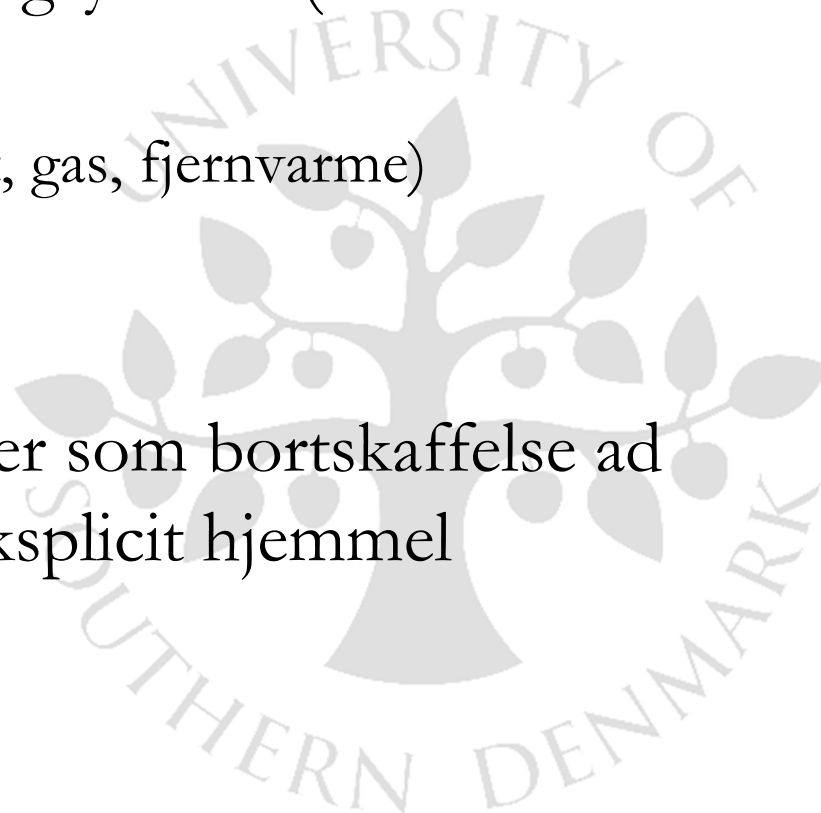 , gas, fjernvarme)
er som bortskaffelse ad
ksplicit hjemmel
UNIVERSITY OF
SOUTHERN DENMARK